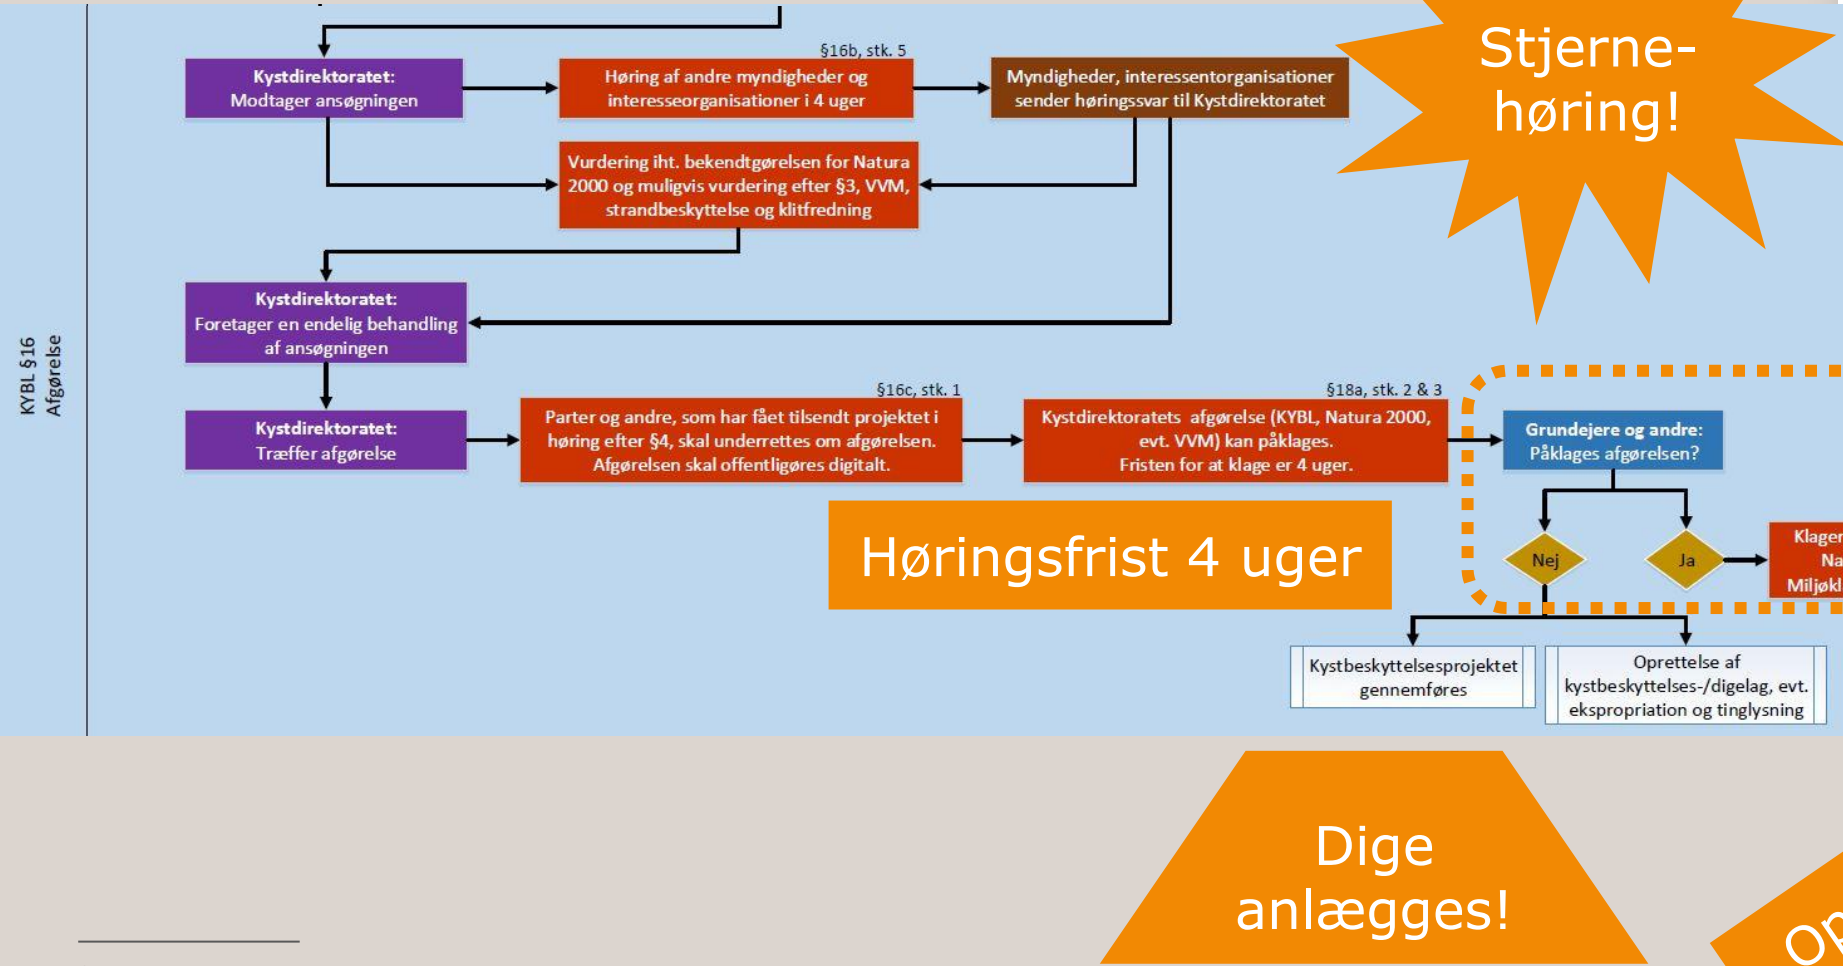 Stjerne-
høring!
§16b, stk. 5
Kystdirektoratet:
Modtager ansøgningen
Høring af andre myndigheder og
interesseorganisationer i 4 uger
Myndigheder, interessentorganisationer
sender høringssvar til Kystdirektoratet
Vurdering iht. bekendtgørelsen for Natura
2000 og muligvis vurdering efter §3, VVM,
strandbeskyttelse og klitfredning
Kystdirektoratet:
Foretager en endelig behandling
af ansøgningen
KYBL §16
Afgørelse
§16c, stk. 1
§18a, stk. 2 & 3
Kystdirektoratet:
Træffer afgørelse
Parter og andre, som har fået tilsendt projektet i
høring efter §4, skal underrettes om afgørelsen.
Afgørelsen skal offentligøres digitalt.
Kystdirektoratets afgørelse (KYBL, Natura 2000,
evt. VVM) kan påklages.
Fristen for at klage er 4 uger.
Grundejere og andre:
Påklages afgørelsen?
Høringsfrist 4 uger
Nej
Ja
Klager
Na
Miljøkl
Kystbeskyttelsesprojektet
gennemføres
Oprettelse af
kystbeskyttelses-/digelag, evt.
ekspropriation og tinglysning
Dige
anlægges!
Op